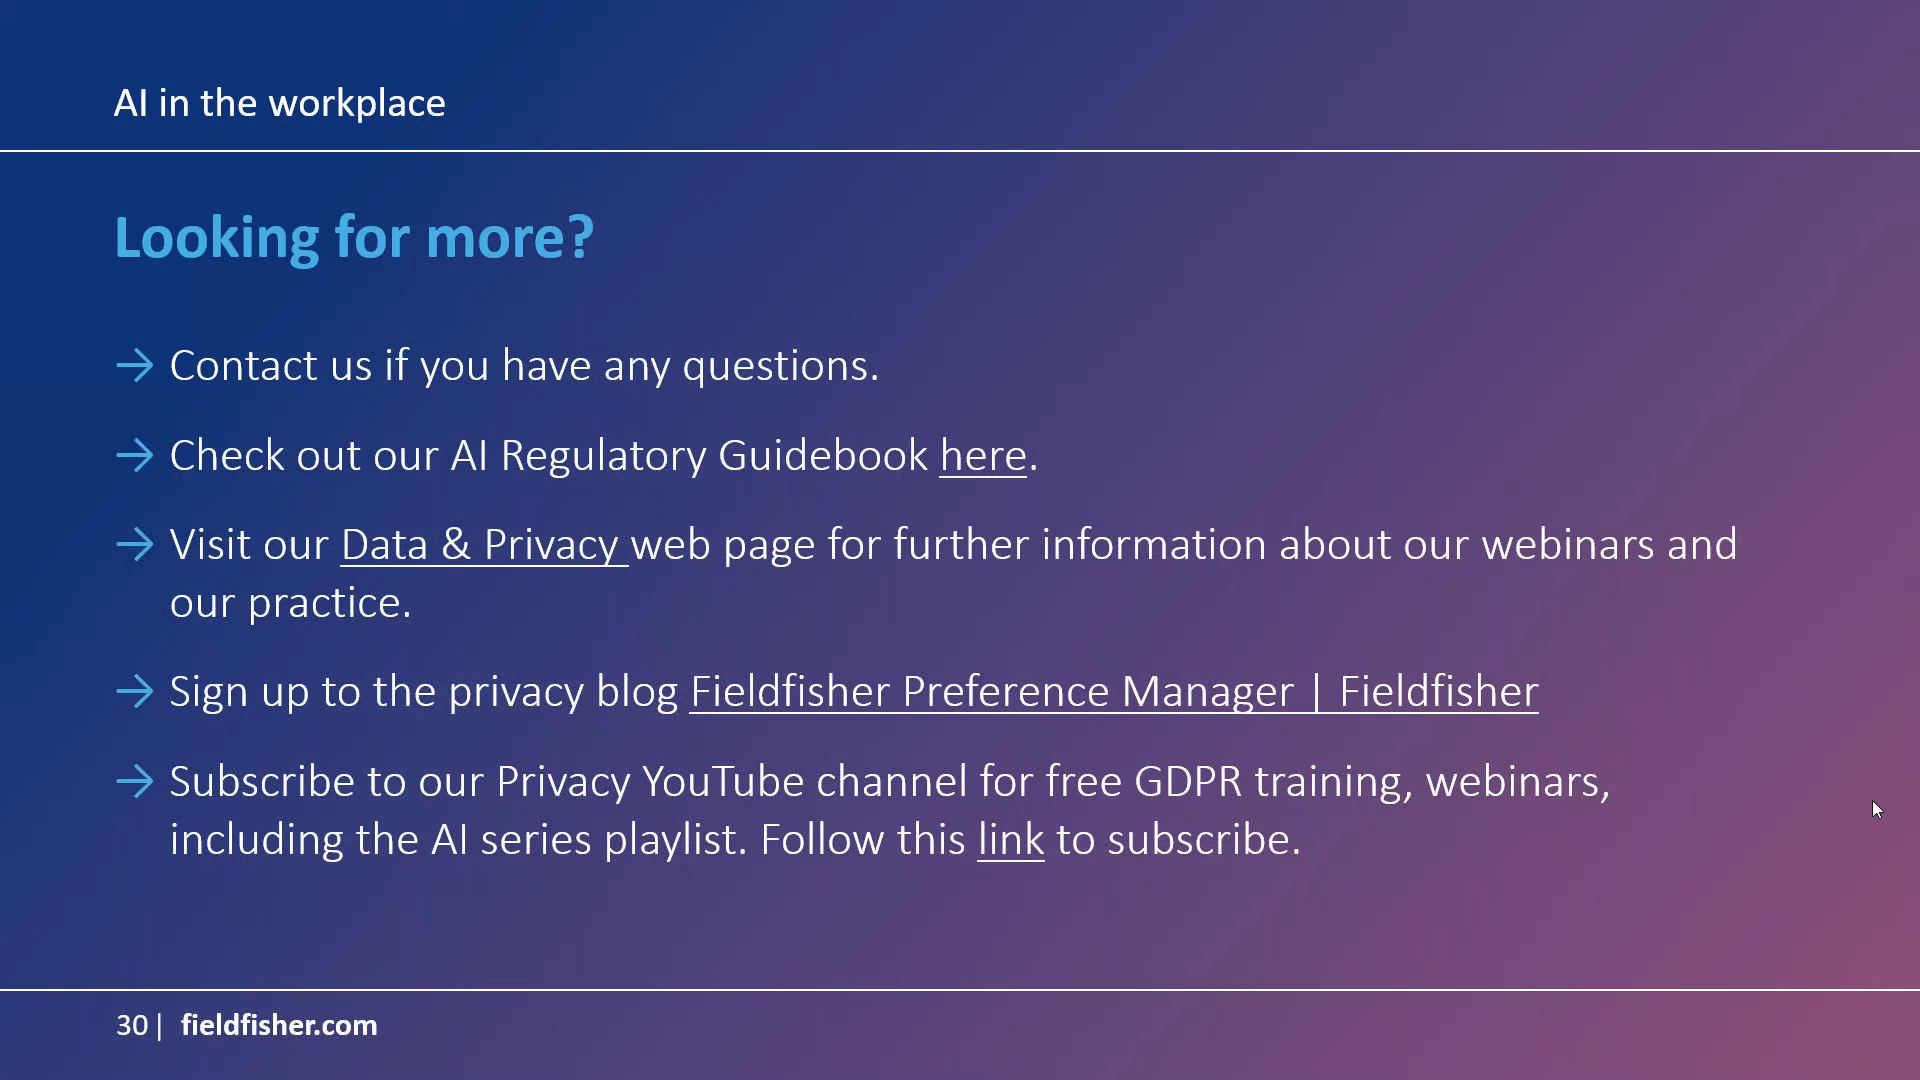 AI in the workplace
Looking for more?
→ Contact us if you have any questions.
→ Check out our AI Regulatory Guidebook here.
→ Visit our Data & Privacy web page for further information about our webinars and
our practice.
→ Sign up to the privacy blog Fieldfisher Preference Manager | Fieldfisher
→ Subscribe to our Privacy YouTube channel for free GDPR training, webinars,
including the AI series playlist. Follow this link to subscribe.
30 | fieldfisher.com